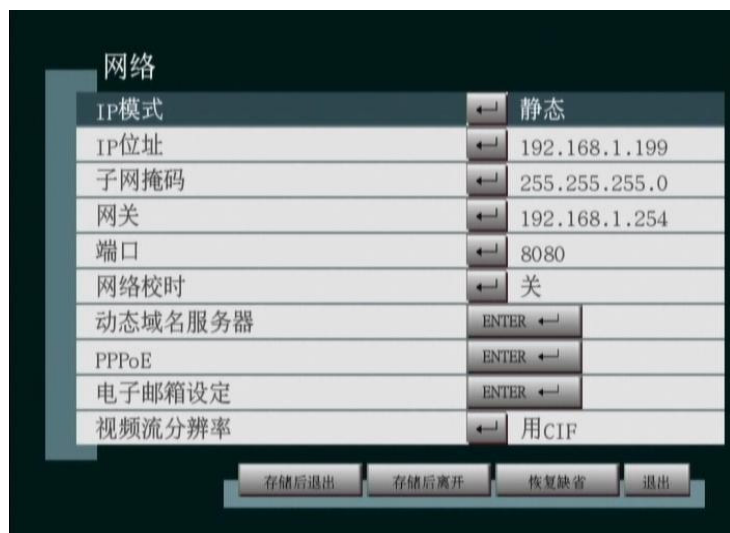 网络
IP模式 静态
IP位址 192.168.1.199
子网掩码 255.255.255.0
网关 192.168.1.254
端口 8080
网络校时 关
动态域名服务器 ENTER
PPPoE ENTER
电子邮箱设定 ENTER
视频流分辨率 用CIF
存储后退出 存储后离开 恢复缺省 退出